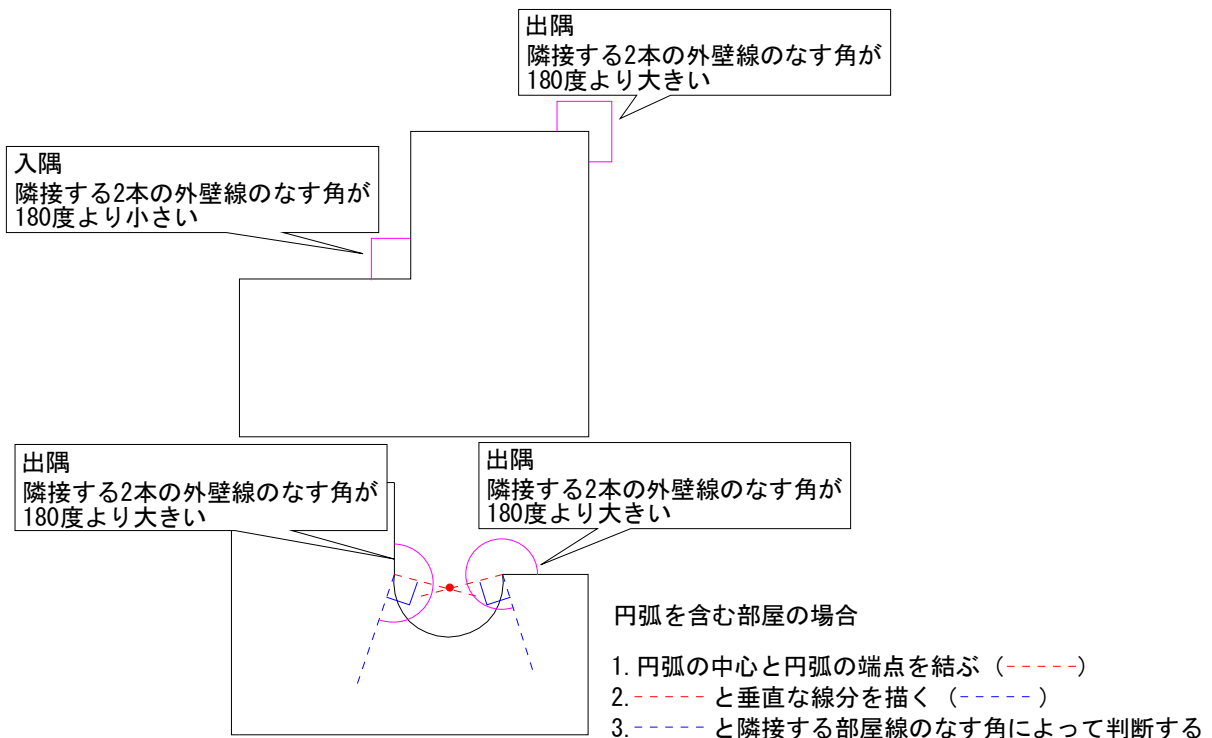 出隅
隣接する2本の外壁線のなす角が
180度より大きい
入隅
隣接する2本の外壁線のなす角が
180度より小さい
出隅
隣接する2本の外壁線のなす角が
180度より大きい
出隅
隣接する2本の外壁線のなす角が
180度より大きい
円弧を含む部屋の場合
1. 円弧の中心と円弧の端点を結ぶ（-----）
2. ----- と垂直な線分を描く（-----）
3. ----- と隣接する部屋線のなす角によって判断する